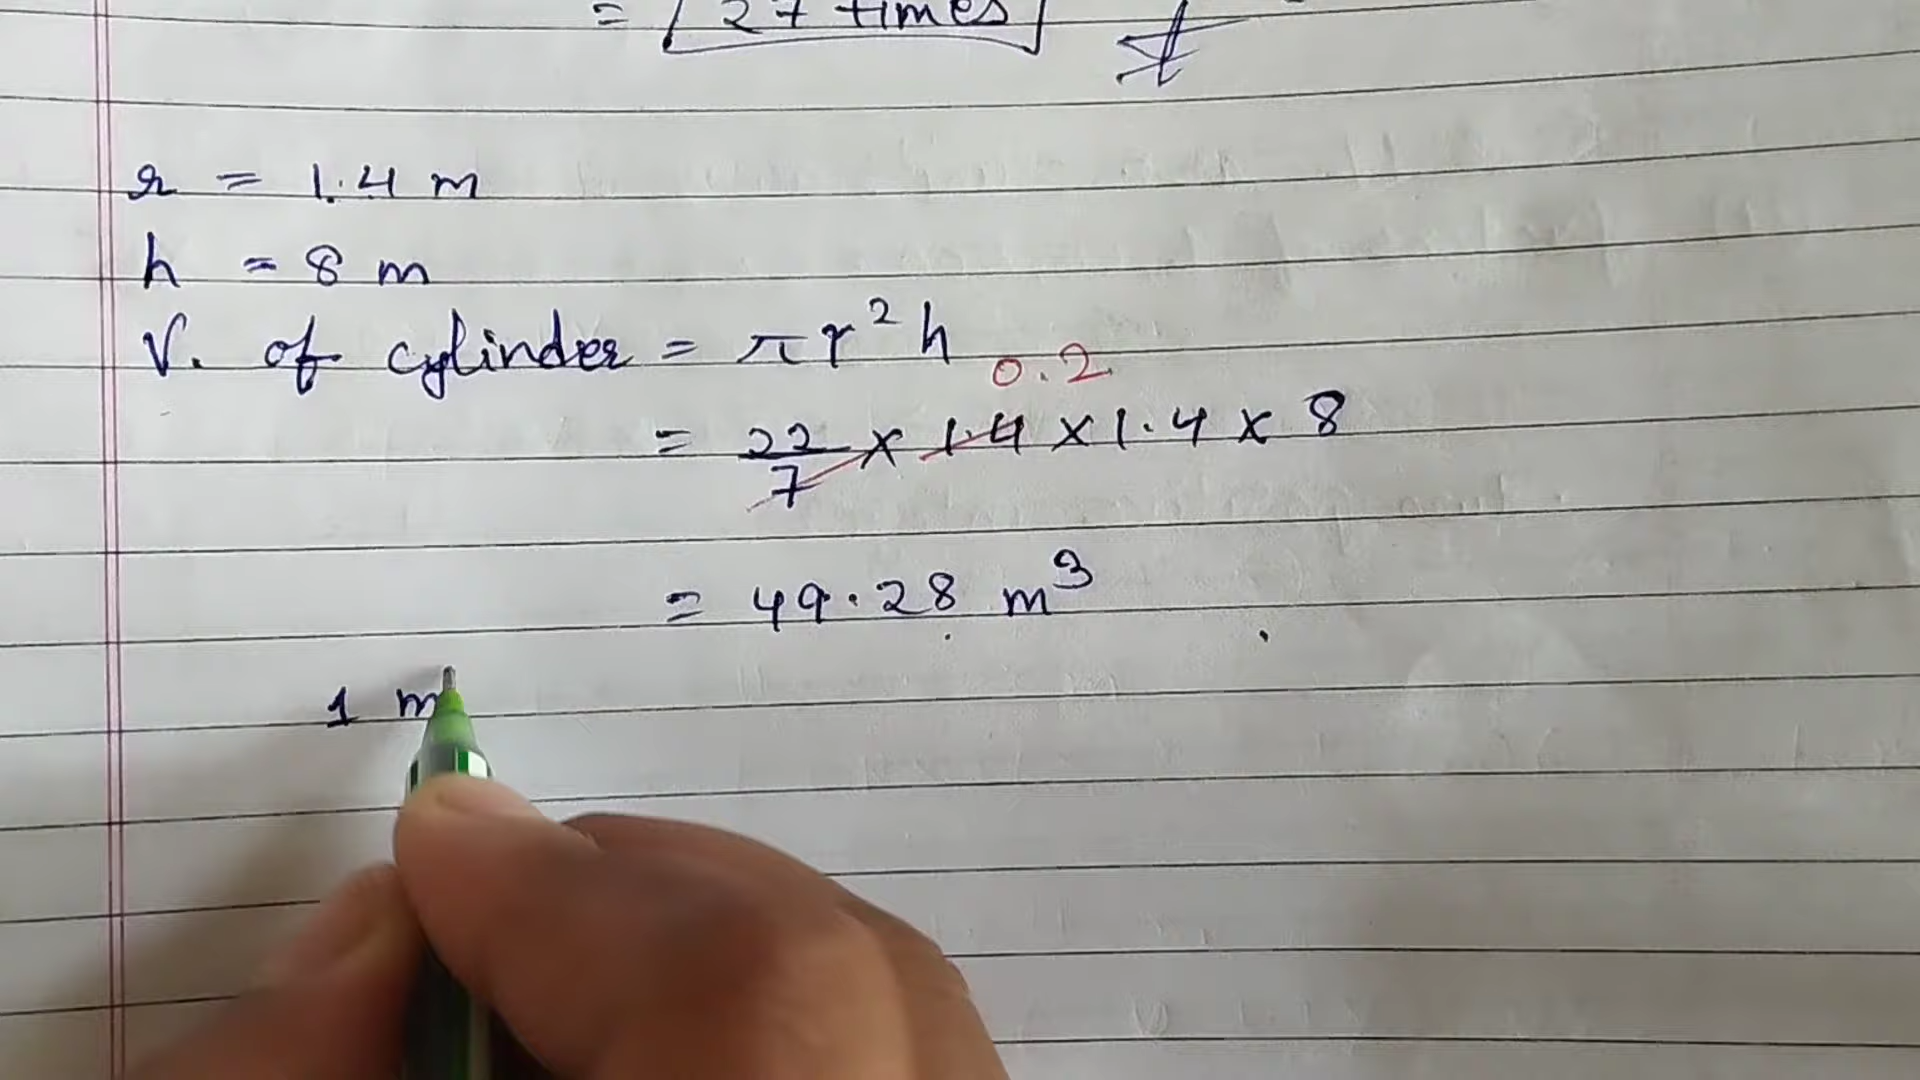 = 27 times
r = 1.4 m
h = 8 m
V. of cylinder = πr²h
0.2
= 22/7 × 1.4 × 1.4 × 8
= 49.28 m³
1 m